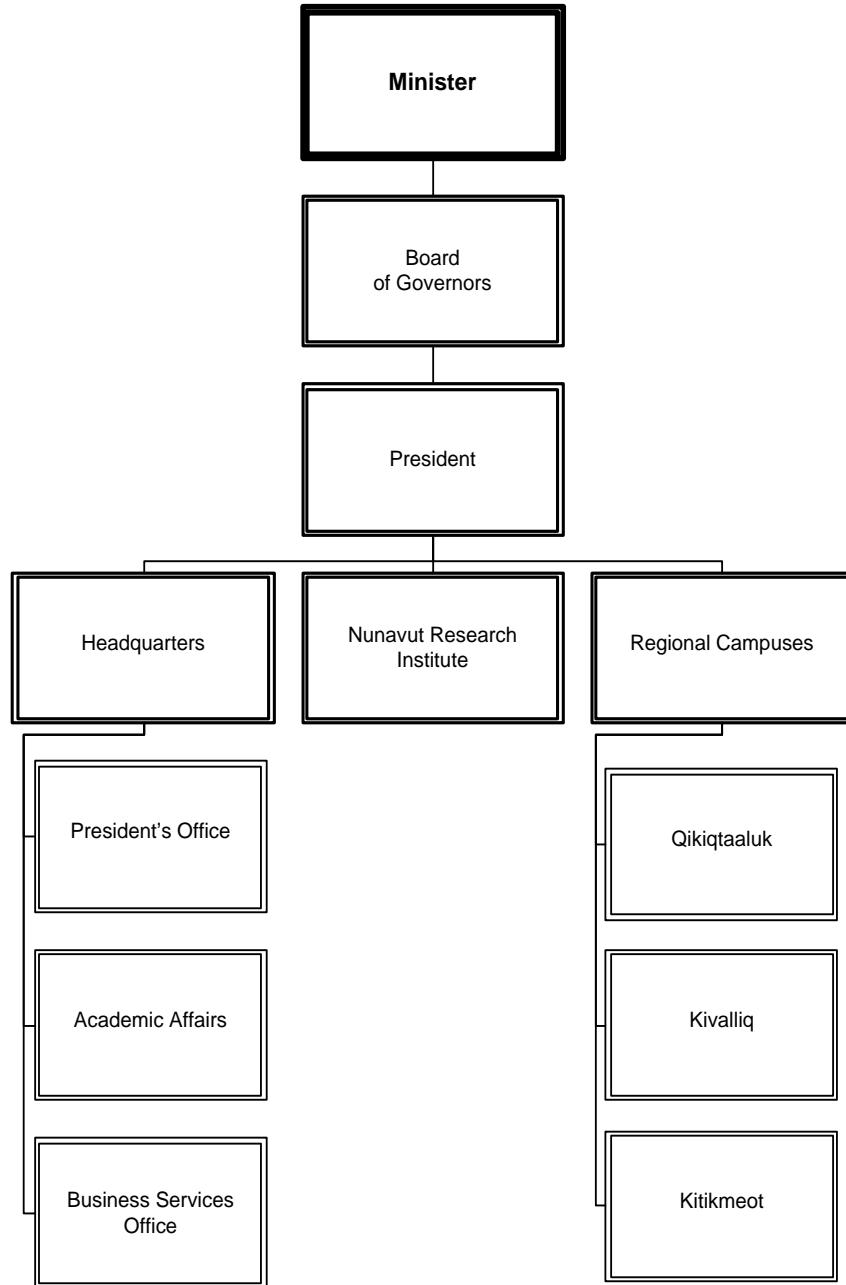 Minister
Board
of Governors
President
Headquarters
Nunavut Research
Institute
Regional Campuses
President’s Office
Qikiqtaaluk
Academic Affairs
Kivalliq
Business Services
Office
Kitikmeot